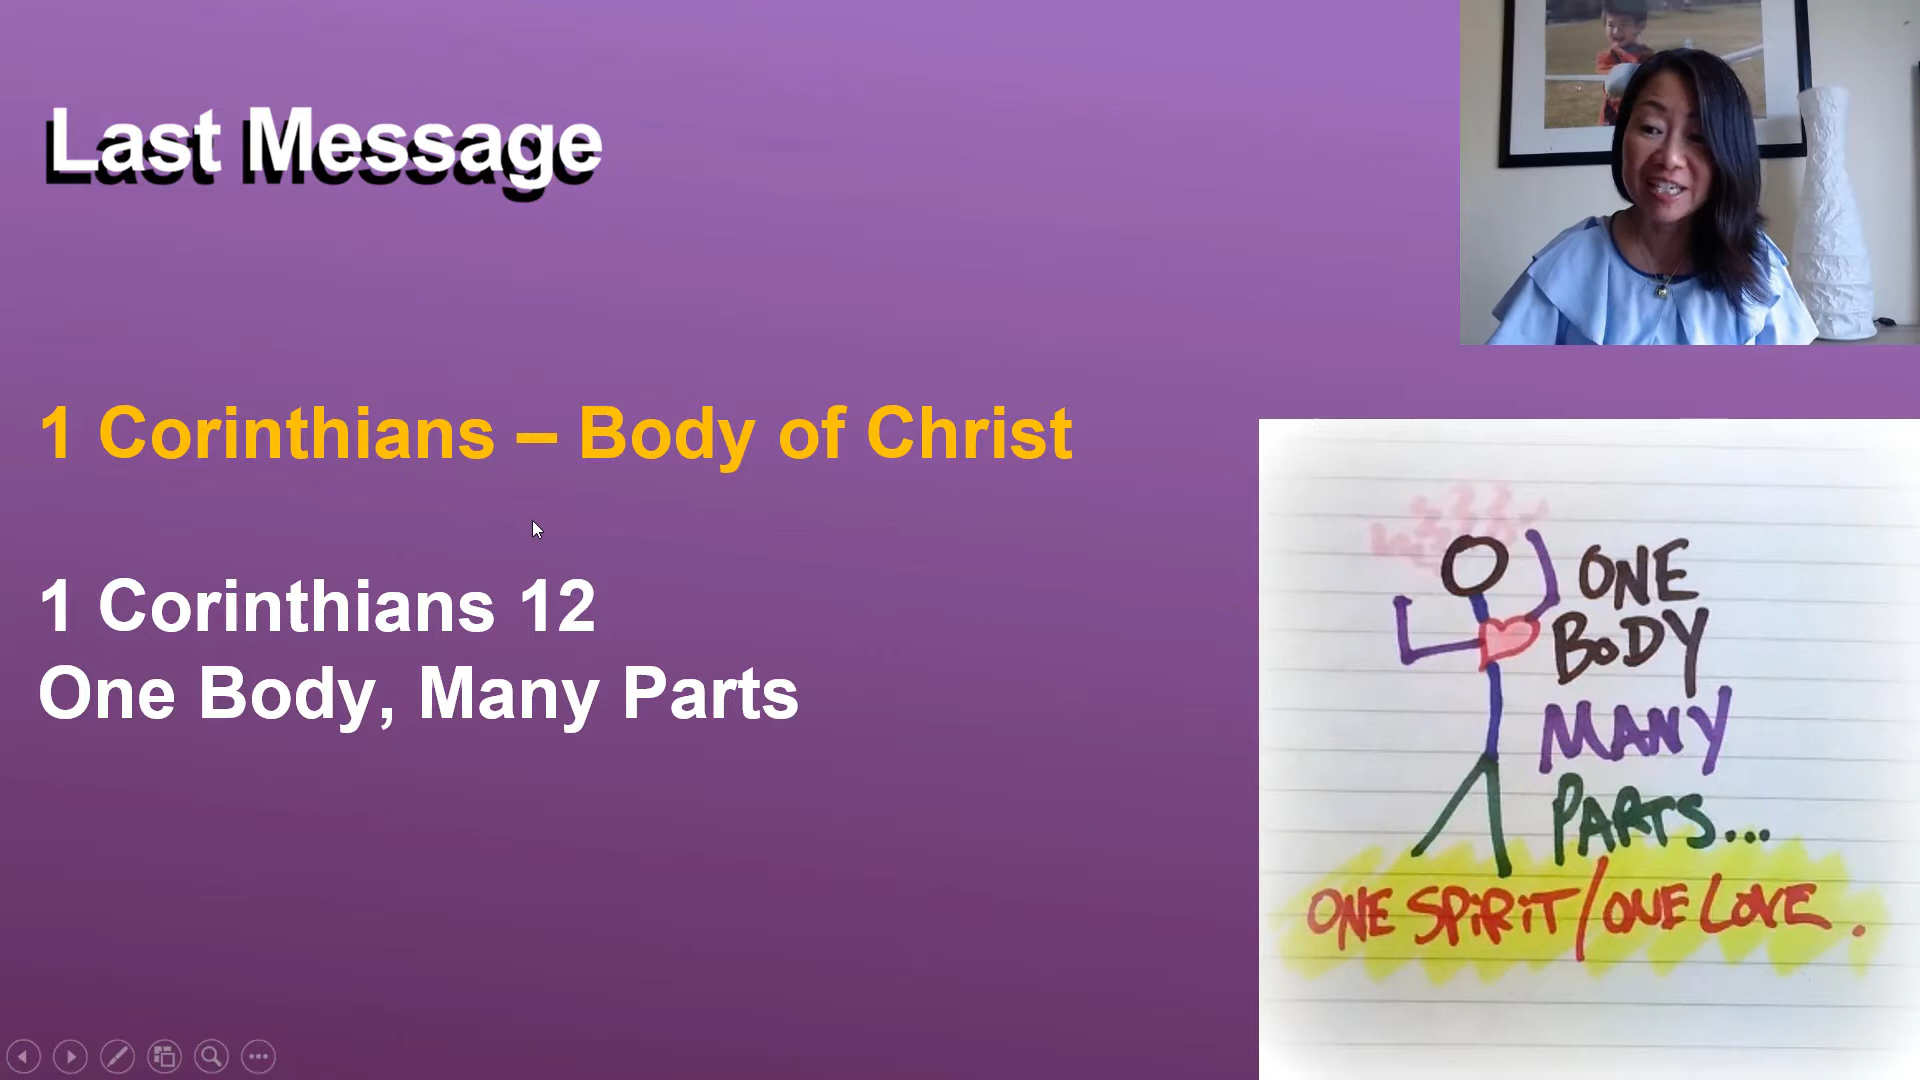 Last Message
1 Corinthians – Body of Christ
1 Corinthians 12
One Body, Many Parts
ONE
BODY
MANY
PARTS...
ONE SPIRIT/ONE LOVE.